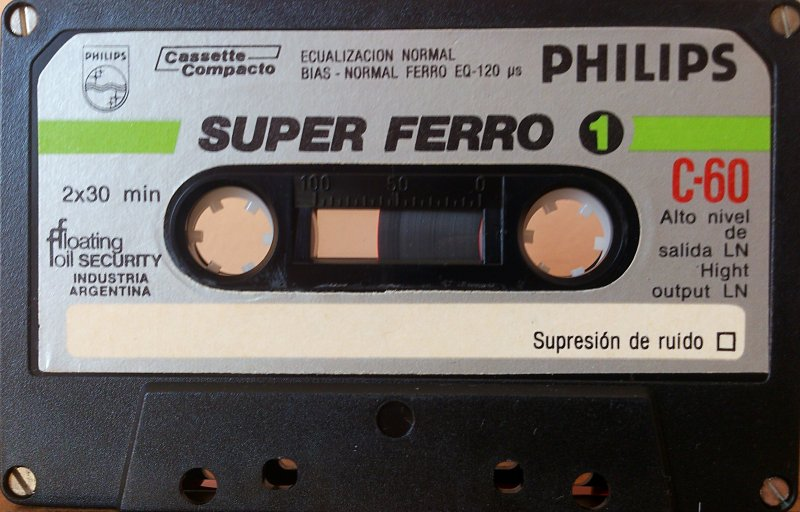 PHILIPS
Cassette
Compacto
ECUALIZACION NORMAL
BIAS - NORMAL FERRO EQ-120 µs
PHILIPS
SUPER FERRO 1
C-60
2x30 min
100 50 0
Alto nivel
de
salida LN
Hight
output LN
ffloating
foil SECURITY
INDUSTRIA
ARGENTINA
Supresión de ruido